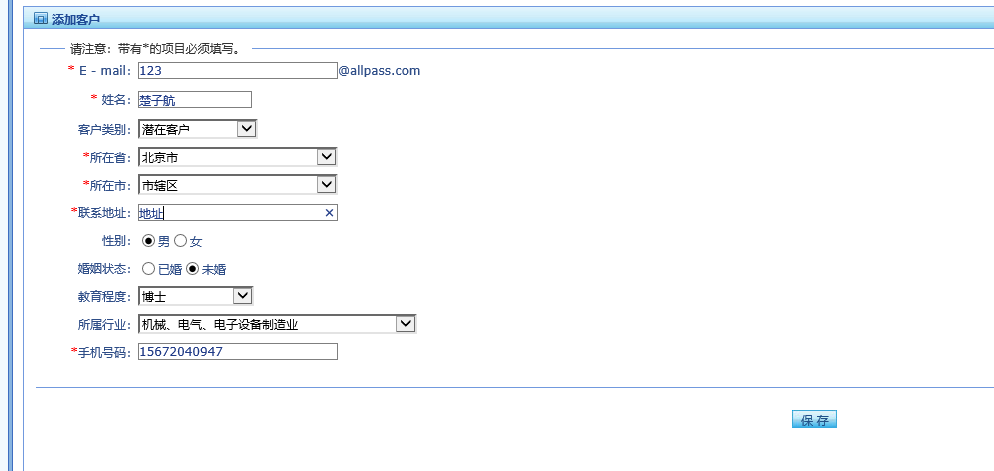 添加客户
请注意：带有*的项目必须填写。
* E - mail：123@allpass.com
* 姓名：楚子航
客户类别：潜在客户
*所在省：北京市
*所在市：市辖区
*联系地址：地址
性别：男 女
婚姻状态：已婚 未婚
教育程度：博士
所属行业：机械、电气、电子设备制造业
*手机号码：15672040947
保 存